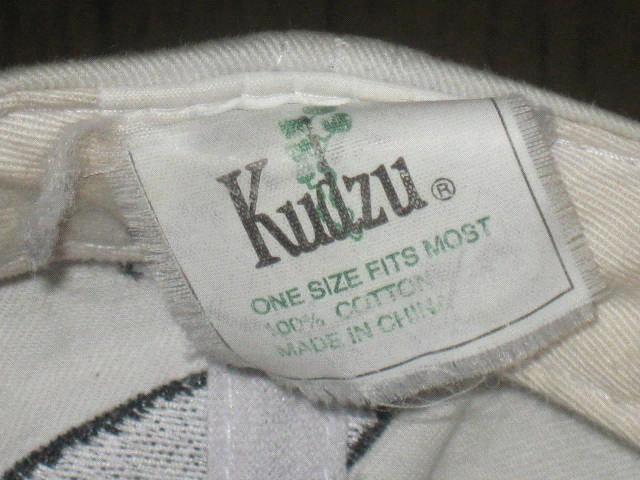 Kudzu®
ONE SIZE FITS MOST
100% COTTON
MADE IN CHINA